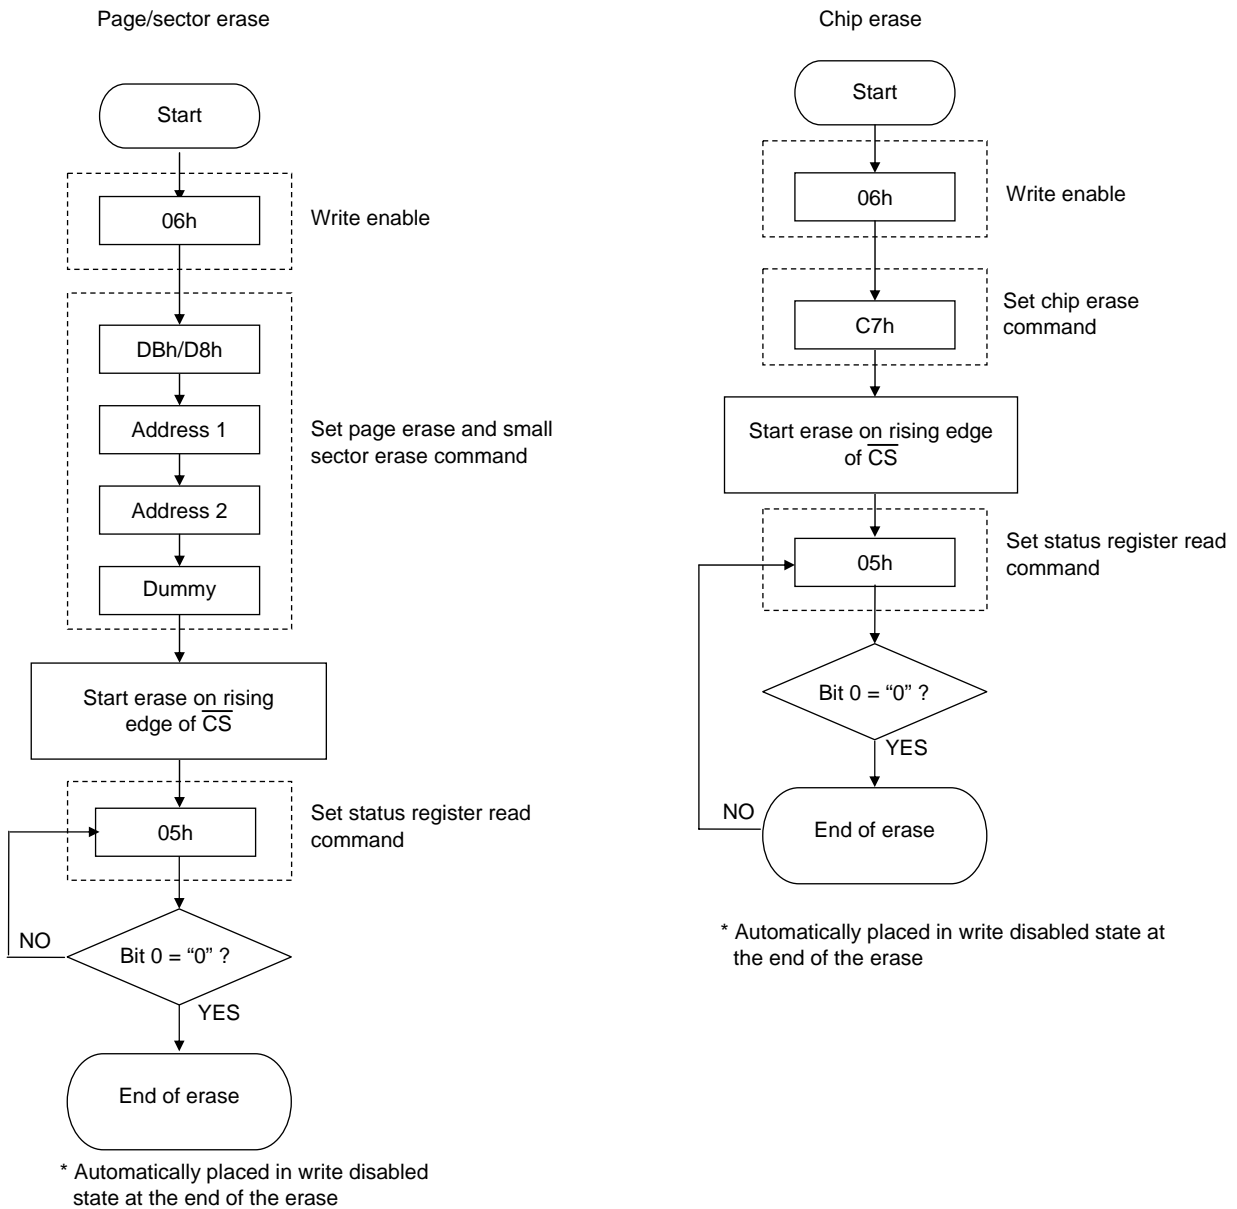 Page/sector erase
Start
06h
Write enable
DBh/D8h
Address 1
Address 2
Dummy
Set page erase and small
sector erase command
Start erase on rising
edge of CS
05h
Set status register read
command
NO
Bit 0 = “0” ?
YES
End of erase
* Automatically placed in write disabled
state at the end of the erase
Chip erase
Start
06h
Write enable
C7h
Set chip erase
command
Start erase on rising edge
of CS
05h
Set status register read
command
Bit 0 = “0” ?
YES
NO
End of erase
* Automatically placed in write disabled state at
the end of the erase